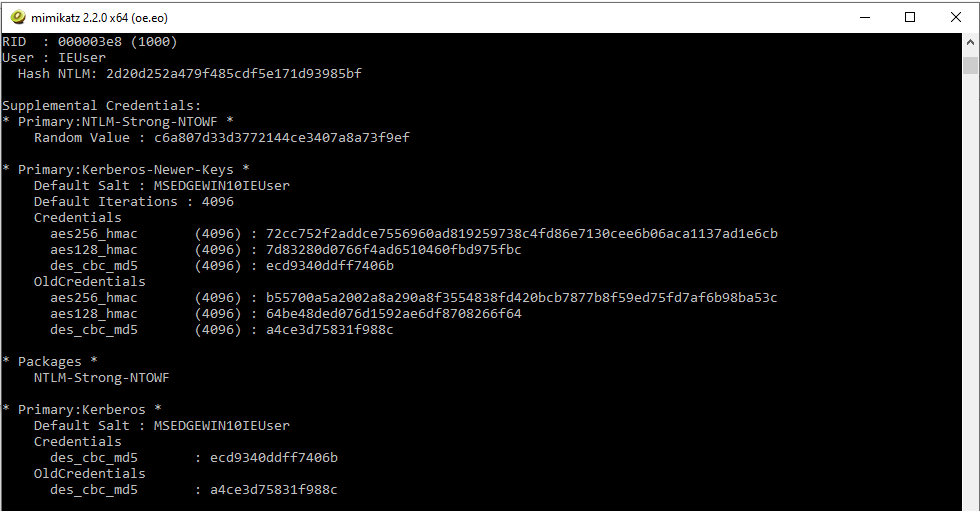 mimikatz 2.2.0 x64 (oe.eo)
RID  : 000003e8 (1000)
User : IEUser
  Hash NTLM: 2d20d252a479f485cdf5e171d93985bf
Supplemental Credentials:
* Primary:NTLM-Strong-NTOWF *
    Random Value : c6a807d33d3772144ce3407a8a73f9ef
* Primary:Kerberos-Newer-Keys *
    Default Salt : MSEDGEWIN10IEUser
    Default Iterations : 4096
    Credentials
      aes256_hmac       (4096) : 72cc752f2addce7556960ad819259738c4fd86e7130cee6b06aca1137ad1e6cb
      aes128_hmac       (4096) : 7d83280d0766f4ad6510460fbd975fbc
      des_cbc_md5       (4096) : ecd9340ddff7406b
    OldCredentials
      aes256_hmac       (4096) : b55700a5a2002a8a290a8f3554838fd420bcb7877b8f59ed75fd7af6b98ba53c
      aes128_hmac       (4096) : 64be48ded076d1592ae6df8708266f64
      des_cbc_md5       (4096) : a4ce3d75831f988c
* Packages *
    NTLM-Strong-NTOWF
* Primary:Kerberos *
    Default Salt : MSEDGEWIN10IEUser
    Credentials
      des_cbc_md5       : ecd9340ddff7406b
    OldCredentials
      des_cbc_md5       : a4ce3d75831f988c